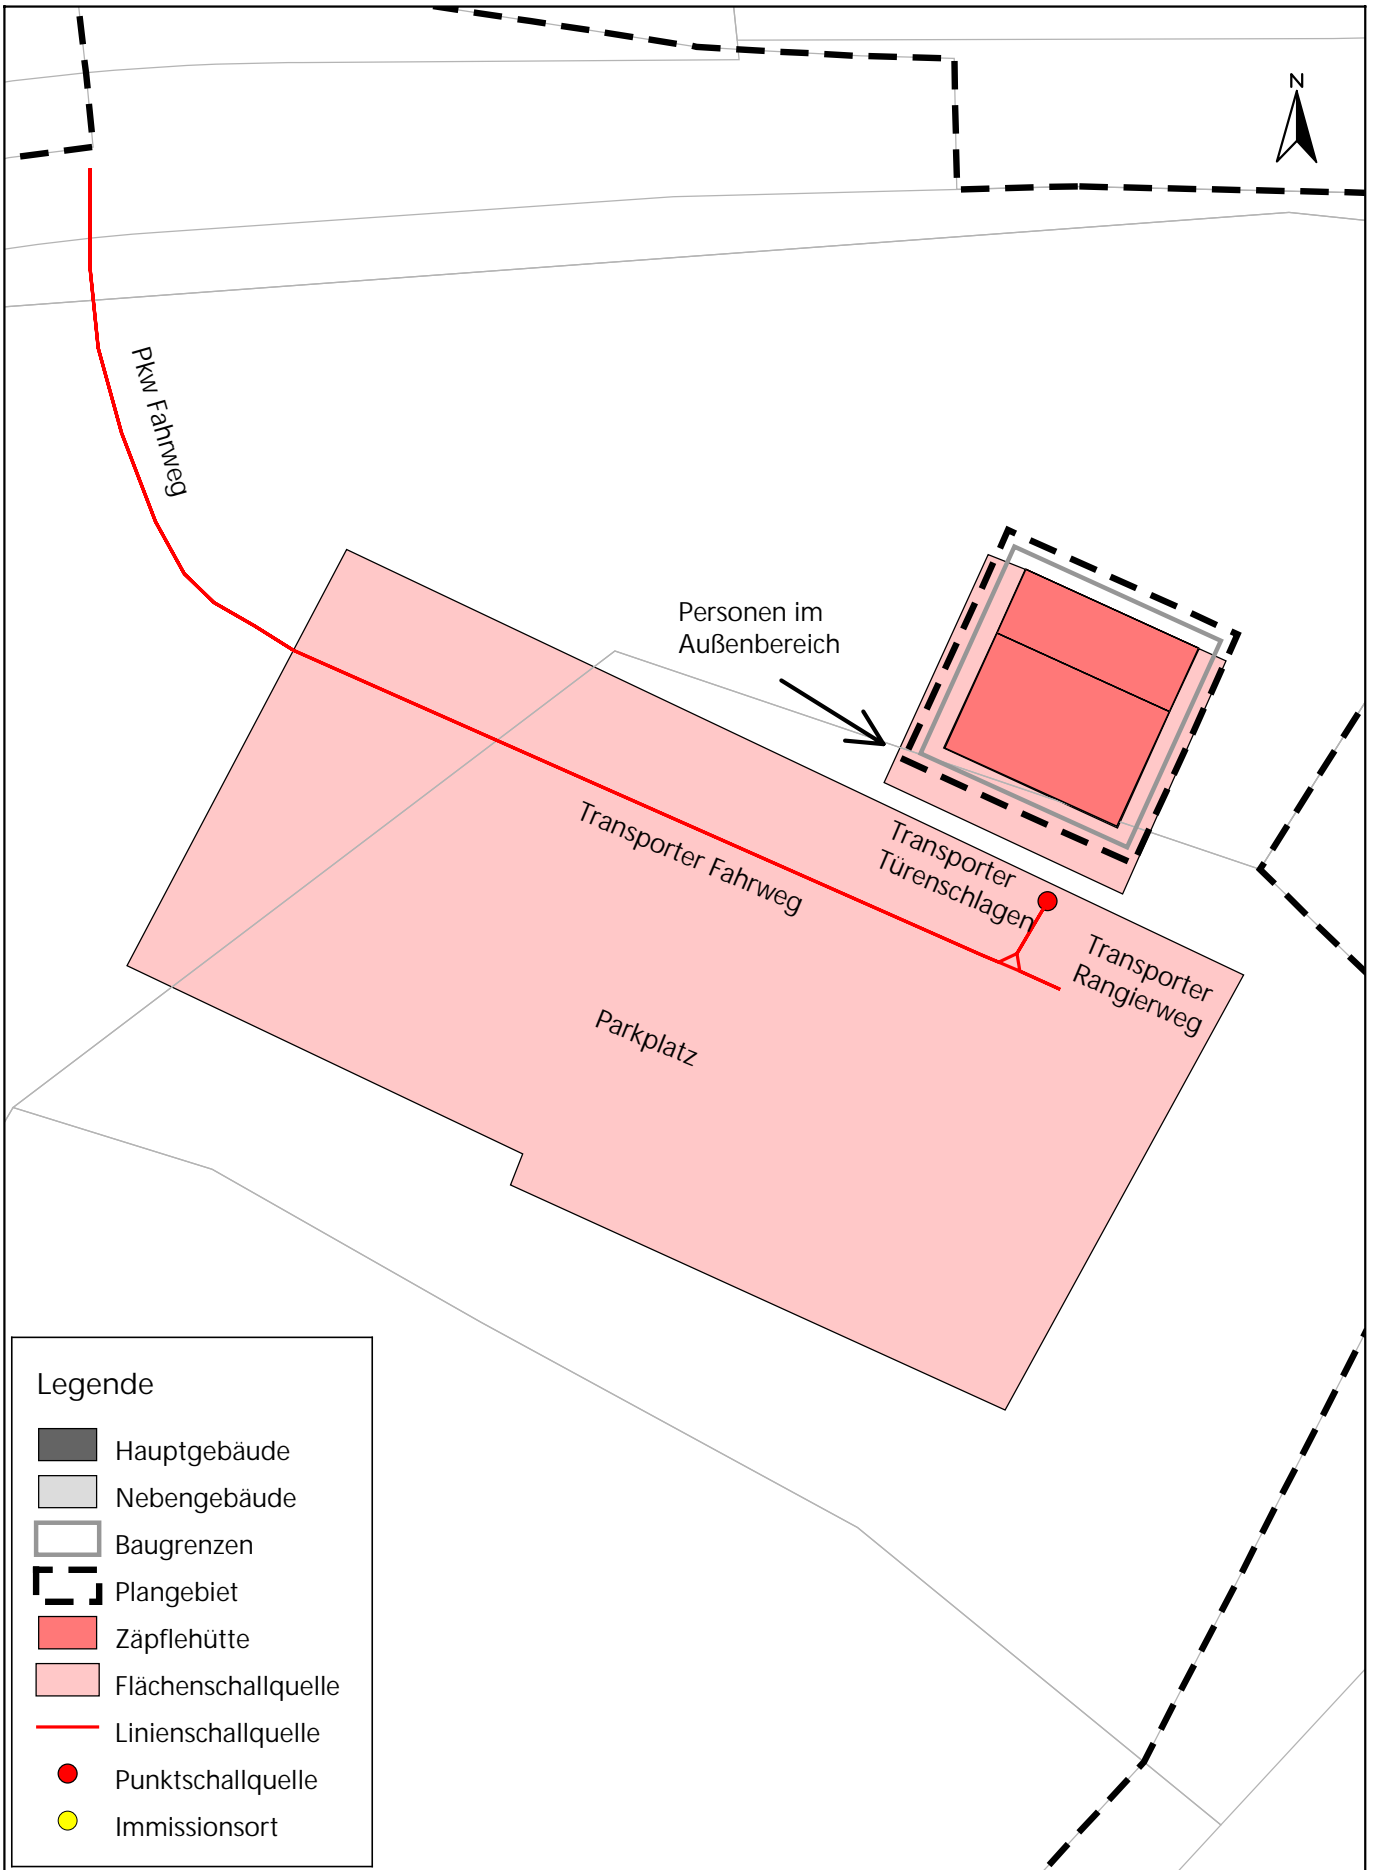 N
Pkw Fahrweg
Personen im
Außenbereich
Transporter Fahrweg
Transporter
Türenschlagen
Transporter
Rangierweg
Parkplatz
Legende
Hauptgebäude
Nebengebäude
Baugrenzen
Plangebiet
Zäpflehütte
Flächenschallquelle
Linienschallquelle
Punktschallquelle
Immissionsort